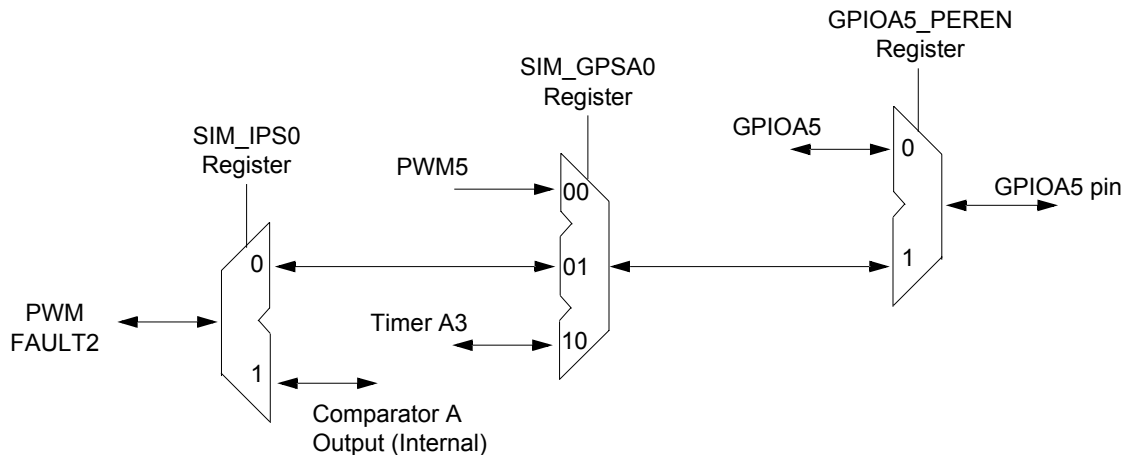 GPIOA5_PEREN
Register
SIM_GPSA0
Register
SIM_IPS0
Register
GPIOA5
0
PWM5
00
GPIOA5 pin
0
01
1
PWM
FAULT2
Timer A3
10
1
Comparator A
Output (Internal)